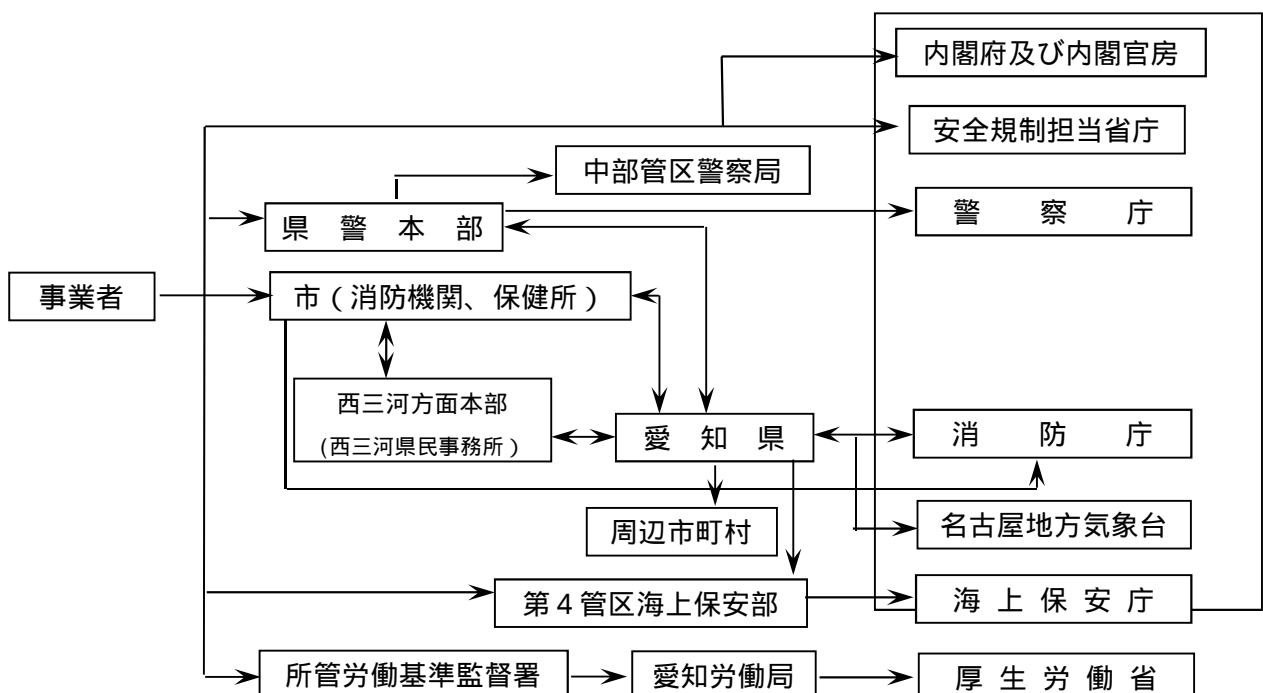 内閣府及び内閣官房
安全規制担当省庁
中部管区警察局
警　察　庁
県　警　本　部
事業者
市（消防機関、保健所）
西三河方面本部
(西三河県民事務所）
愛　知　県
消　防　庁
周辺市町村
名古屋地方気象台
第４管区海上保安部
海 上 保 安 庁
所管労働基準監督署
愛知労働局
厚 生 労 働 省